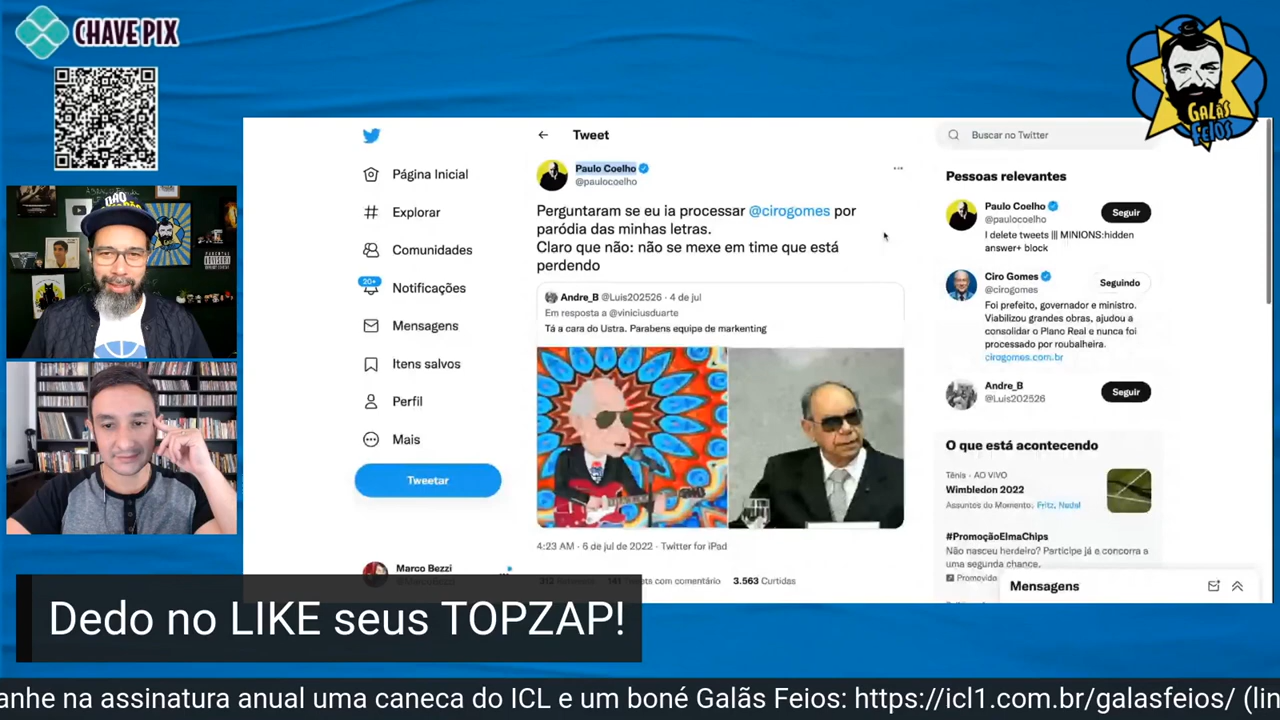 CHAVE PIX
GALÃS
FEIOS
Tweet
Buscar no Twitter
Página Inicial
Explorar
Comunidades
20+
Notificações
Mensagens
Itens salvos
Perfil
Mais
Tweetar
Marco Bezzi
Paulo Coelho
@paulocoelho
Perguntaram se eu ia processar @cirogomes por
paródia das minhas letras.
Claro que não: não se mexe em time que está
perdendo
Andre_B @Luis202526 · 4 de jul
Em resposta a @viniciusduarte
Tá a cara do Ustra. Parabens equipe de marketing
4:23 AM · 6 de jul de 2022 · Twitter for iPad
3.563 Curtidas
Pessoas relevantes
Paulo Coelho
@paulocoelho
Seguir
I delete tweets ||| MINIONS:hidden
answer+ block
Ciro Gomes
@cirogomes
Seguindo
Foi prefeito, governador e ministro.
Viabilizou grandes obras, ajudou a
consolidar o Plano Real e nunca foi
processado por roubalheira.
cirogomes.com.br
Andre_B
@Luis202526
Seguir
O que está acontecendo
Tênis · AO VIVO
Wimbledon 2022
Assuntos do Momento: Fritz, Nadal
#PromoçãoElmaChips
Não nasceu herdeiro? Participe já e concorra a
uma segunda chance.
Promovido
Mensagens
PARENTAL
ADVISORY
Dedo no LIKE seus TOPZAP!
anhe na assinatura anual uma caneca do ICL e um boné Galãs Feios: https://icl1.com.br/galasfeios/ (lin